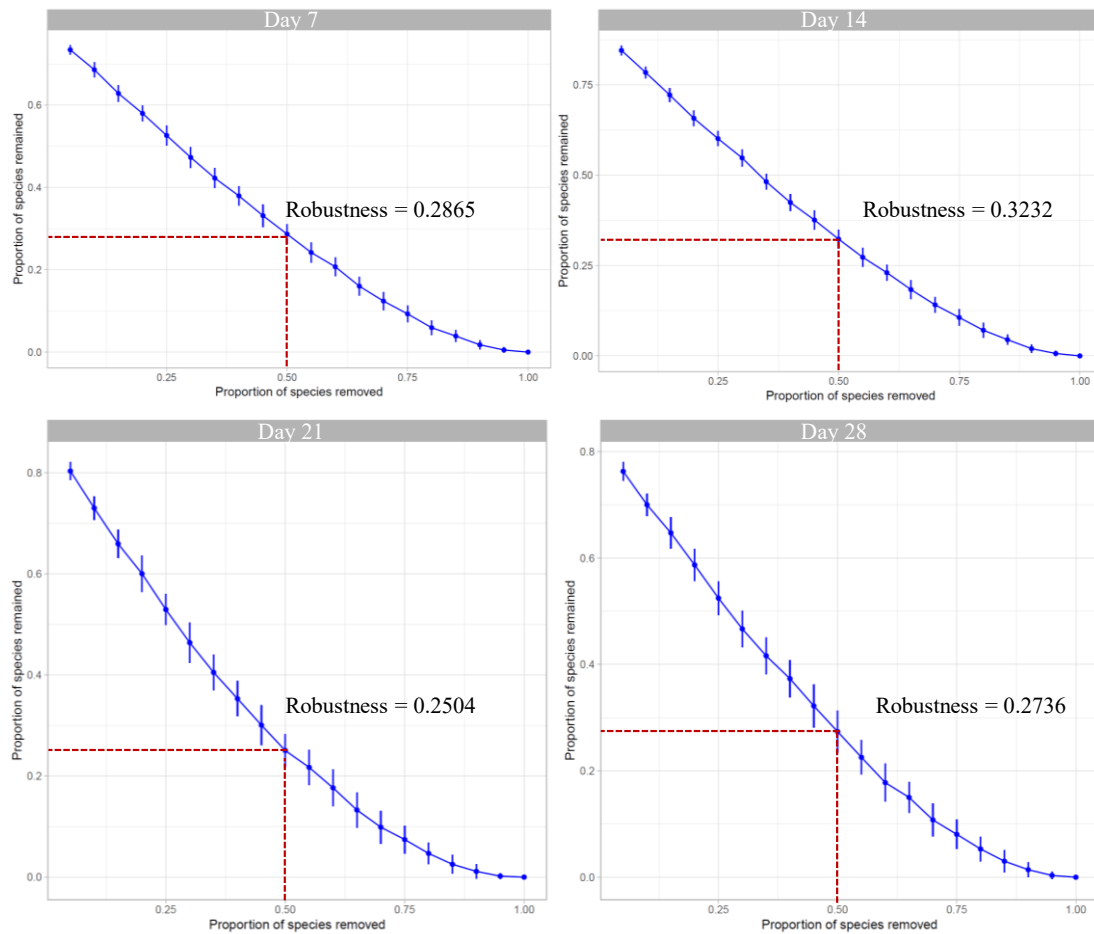 Day 7
0.6
0.4
0.2
0.0
Proportion of species remained
Robustness = 0.2865
0.25
0.50
0.75
1.00
Proportion of species removed
Day 14
0.75
0.50
0.25
0.00
Proportion of species remained
Robustness = 0.3232
0.25
0.50
0.75
1.00
Proportion of species removed
Day 21
0.8
0.6
0.4
0.2
0.0
Proportion of species remained
Robustness = 0.2504
0.25
0.50
0.75
1.00
Proportion of species removed
Day 28
0.8
0.6
0.4
0.2
0.0
Proportion of species remained
Robustness = 0.2736
0.25
0.50
0.75
1.00
Proportion of species removed